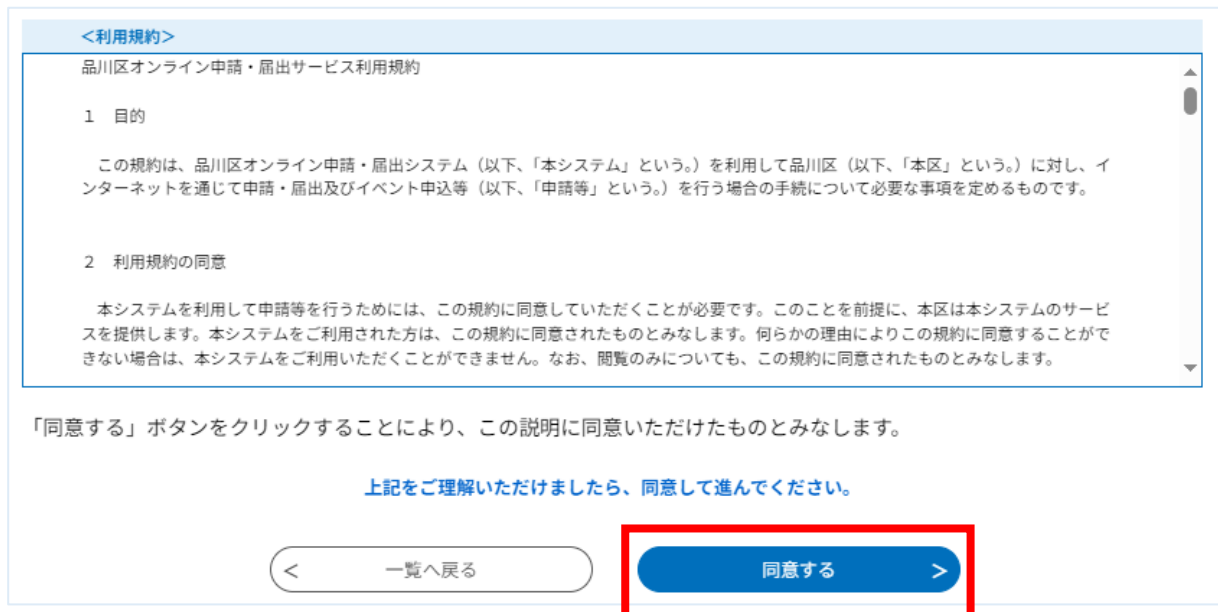 <利用規約>
品川区オンライン申請・届出サービス利用規約
１　目的
この規約は、品川区オンライン申請・届出システム（以下、「本システム」という。）を利用して品川区（以下、「本区」という。）に対し、イ
ンターネットを通じて申請・届出及びイベント申込等（以下、「申請等」という。）を行う場合の手続について必要な事項を定めるものです。
２　利用規約の同意
本システムを利用して申請等を行うためには、この規約に同意していただくことが必要です。このことを前提に、本区は本システムのサービ
スを提供します。本システムをご利用された方は、この規約に同意されたものとみなします。何らかの理由によりこの規約に同意することがで
きない場合は、本システムをご利用いただくことができません。なお、閲覧のみについても、この規約に同意されたものとみなします。
「同意する」ボタンをクリックすることにより、この説明に同意いただけたものとみなします。
上記をご理解いただけましたら、同意して進んでください。
< 一覧へ戻る
同意する >